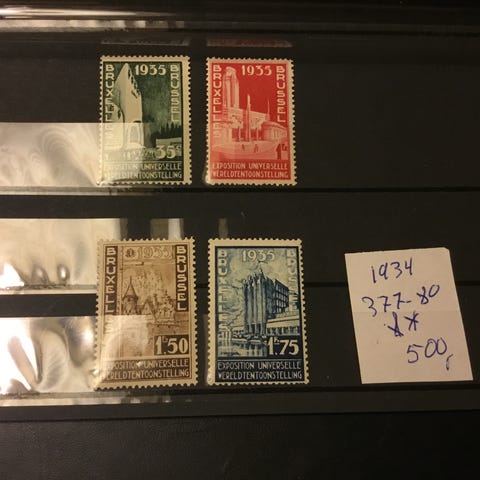 BRUXELLES 1935 BRUSSEL
35c
EXPOSITION UNIVERSELLE
WERELDTENTOONSTELLING
BRUXELLES 1935 BRUSSEL
EXPOSITION UNIVERSELLE
WERELDTENTOONSTELLING
BRUXELLES 1935 BRUSSEL
1F50
EXPOSITION UNIVERSELLE
WERELDTENTOONSTELLING
BRUXELLES 1935 BRUSSEL
1F75
EXPOSITION UNIVERSELLE
WERELDTENTOONSTELLING
1934
377-80
**
500,